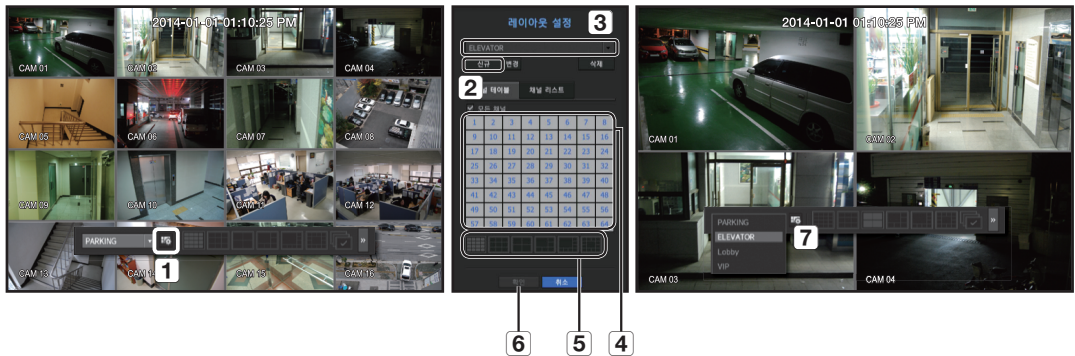 2014-01-01 01:10:25 PM
CAM 01
CAM 02
CAM 03
CAM 04
CAM 05
CAM 06
CAM 07
CAM 08
CAM 09
CAM 10
CAM 11
CAM 12
PARKING
»
1
CAM 13
CAM 14
CAM 15
CAM 16
레이아웃 설정
3
ELEVATOR
신규 변경 삭제
2
테이블 채널 리스트
모든 채널
1 2 3 4 5 6 7 8
9 10 11 12 13 14 15 16
17 18 19 20 21 22 23 24
25 26 27 28 29 30 31 32
33 34 35 36 37 38 39 40
41 42 43 44 45 46 47 48
49 50 51 52 53 54 55 56
57 58 59 60 61 62 63 64
확인 취소
6
5
4
2014-01-01 01:10:25 PM
CAM 01
CAM 02
PARKING
ELEVATOR
Lobby
VIP
»
7
CAM 03
CAM 04